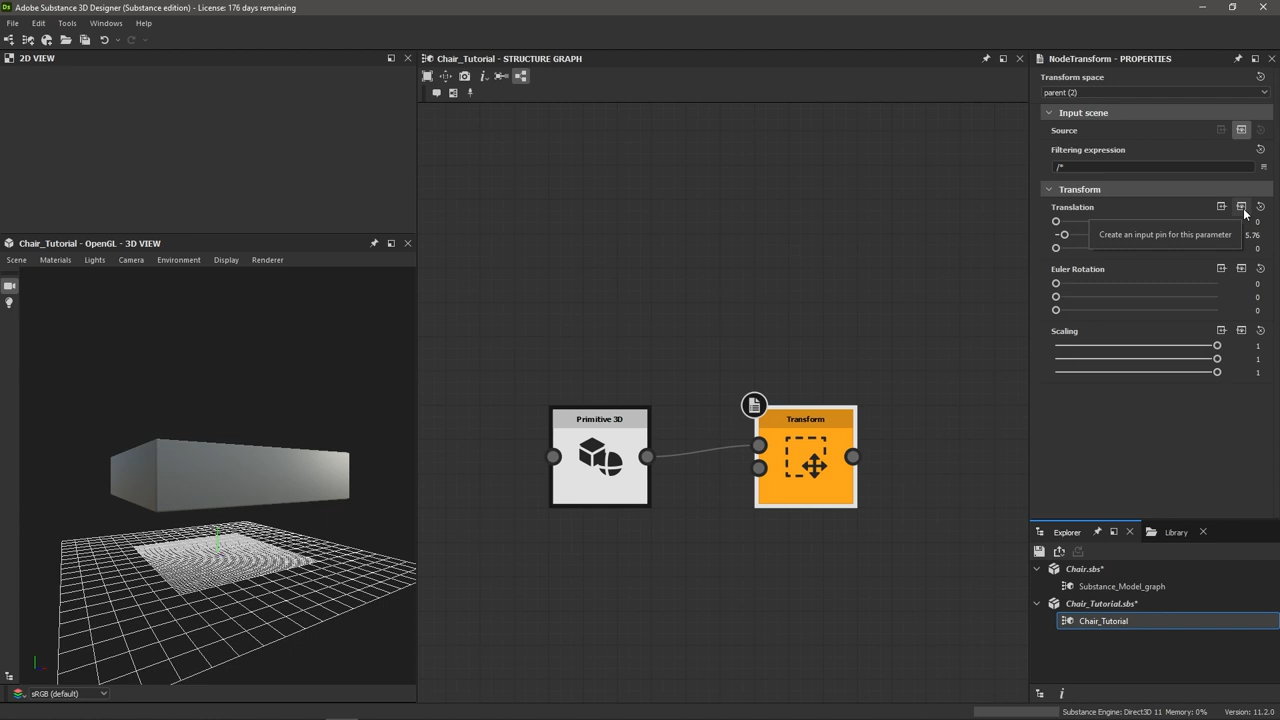 Adobe Substance 3D Designer (Substance edition) - License: 176 days remaining
File Edit Tools Windows Help
2D VIEW
Chair_Tutorial - OpenGL - 3D VIEW
Scene Materials Lights Camera Environment Display Renderer
sRGB (default)
Chair_Tutorial - STRUCTURE GRAPH
Primitive 3D
Transform
NodeTransform - PROPERTIES
Transform space
parent (2)
Input scene
Source
Filtering expression
/*
Transform
Translation
0
Create an input pin for this parameter
5.76
0
Euler Rotation
0
0
0
Scaling
1
1
1
Explorer
Library
Chair.sbs*
Substance_Model_graph
Chair_Tutorial.sbs*
Chair_Tutorial
Substance Engine: Direct3D 11 Memory: 0%
Version: 11.2.0